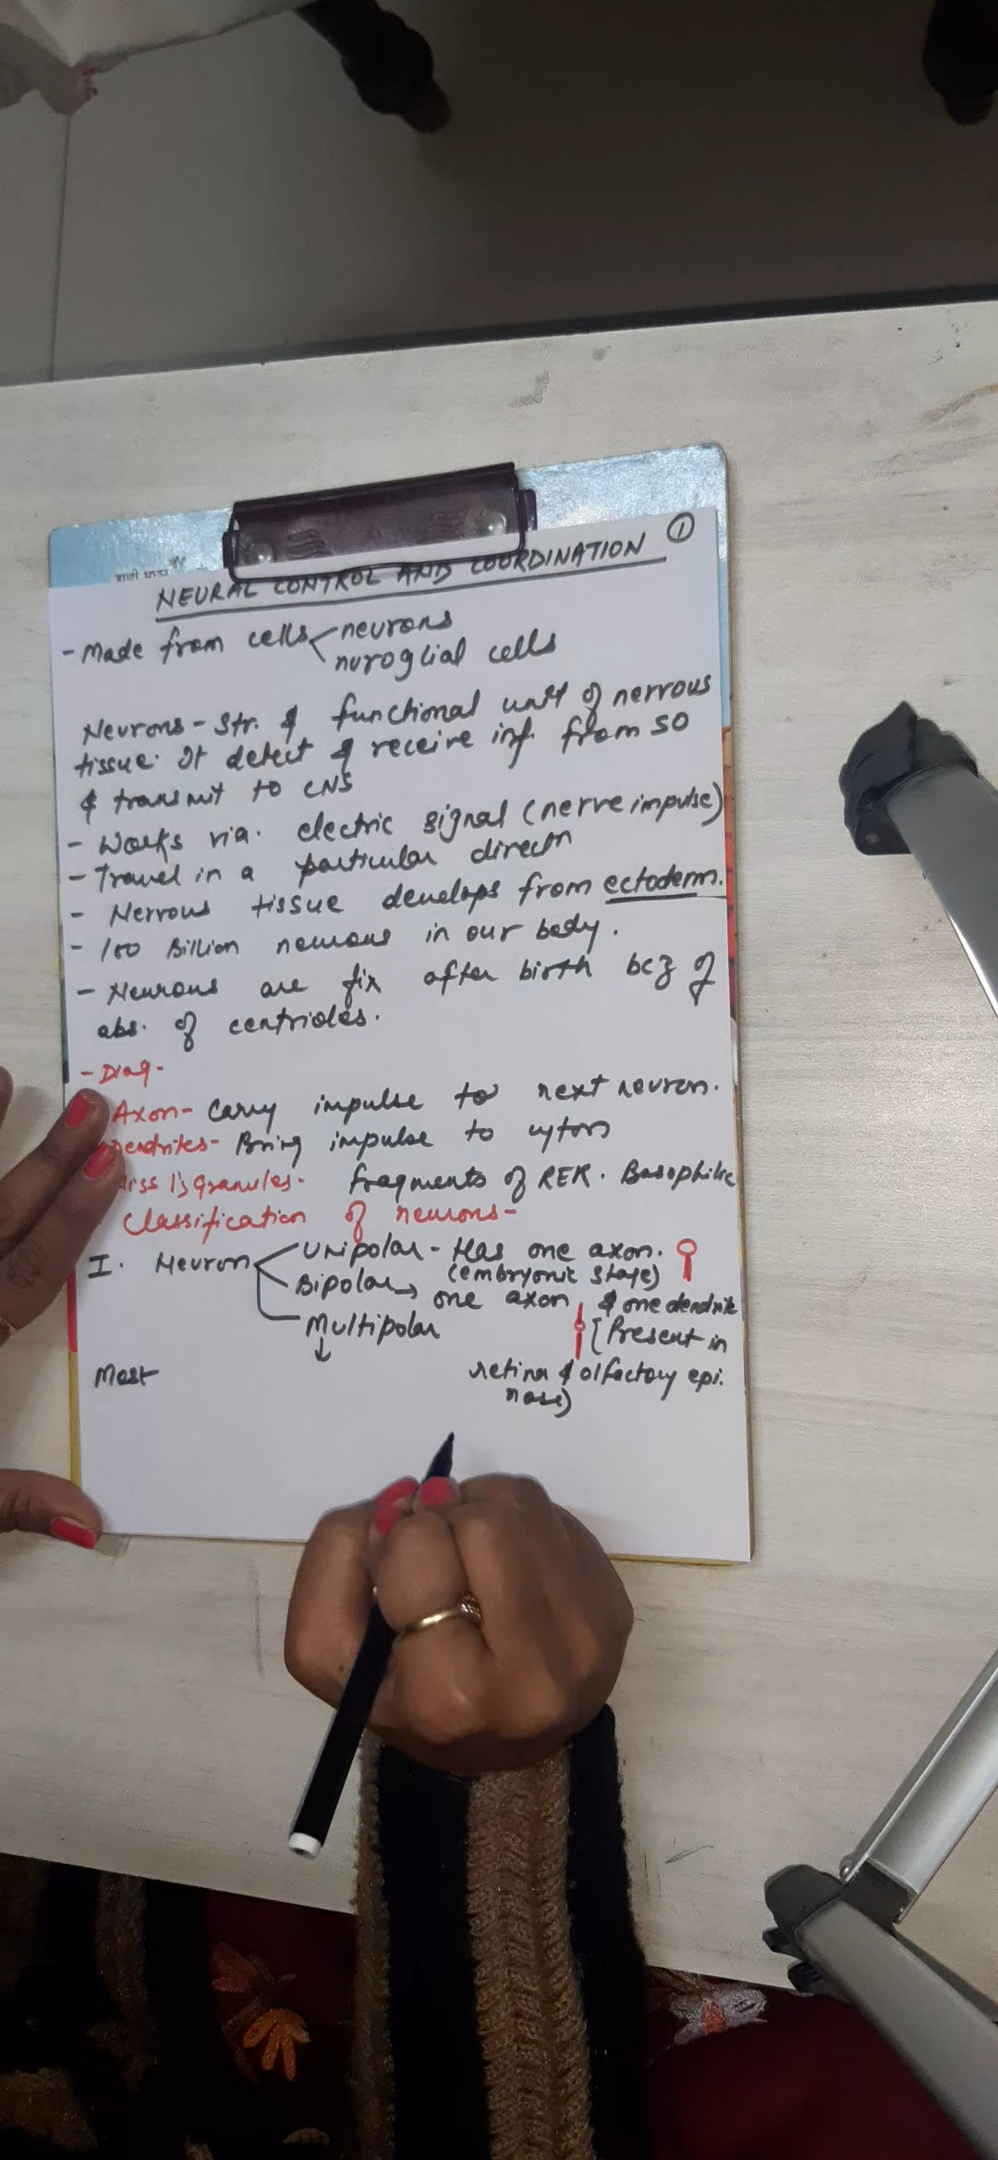 ①
NEURAL CONTROL AND COORDINATION
- Made from cells neurons
nuroglial cells
Neurons - Str. & functional unit of nervous
tissue. It detect & receive inf. from SO
& transmit to CNS
- Works via. electric signal (nerve impulse)
- Travel in a particular directn
- Nervous tissue develops from ectoderm.
- 100 Billion neurons in our body.
- Neurons are fix after birth bcz of
abs. of centrioles.
- Diag-
Axon- Carry impulse to next neuron.
endrites- Bring impulse to cyton
issl's granules- fragments of RER. Basophilic
Classification of neurons-
I. Neuron Unipolar - Has one axon.
(embryonic stage)
Bipolar → one axon & one dendrite
Multipolar [Present in
↓
Most retina & olfactory epi.
nose)